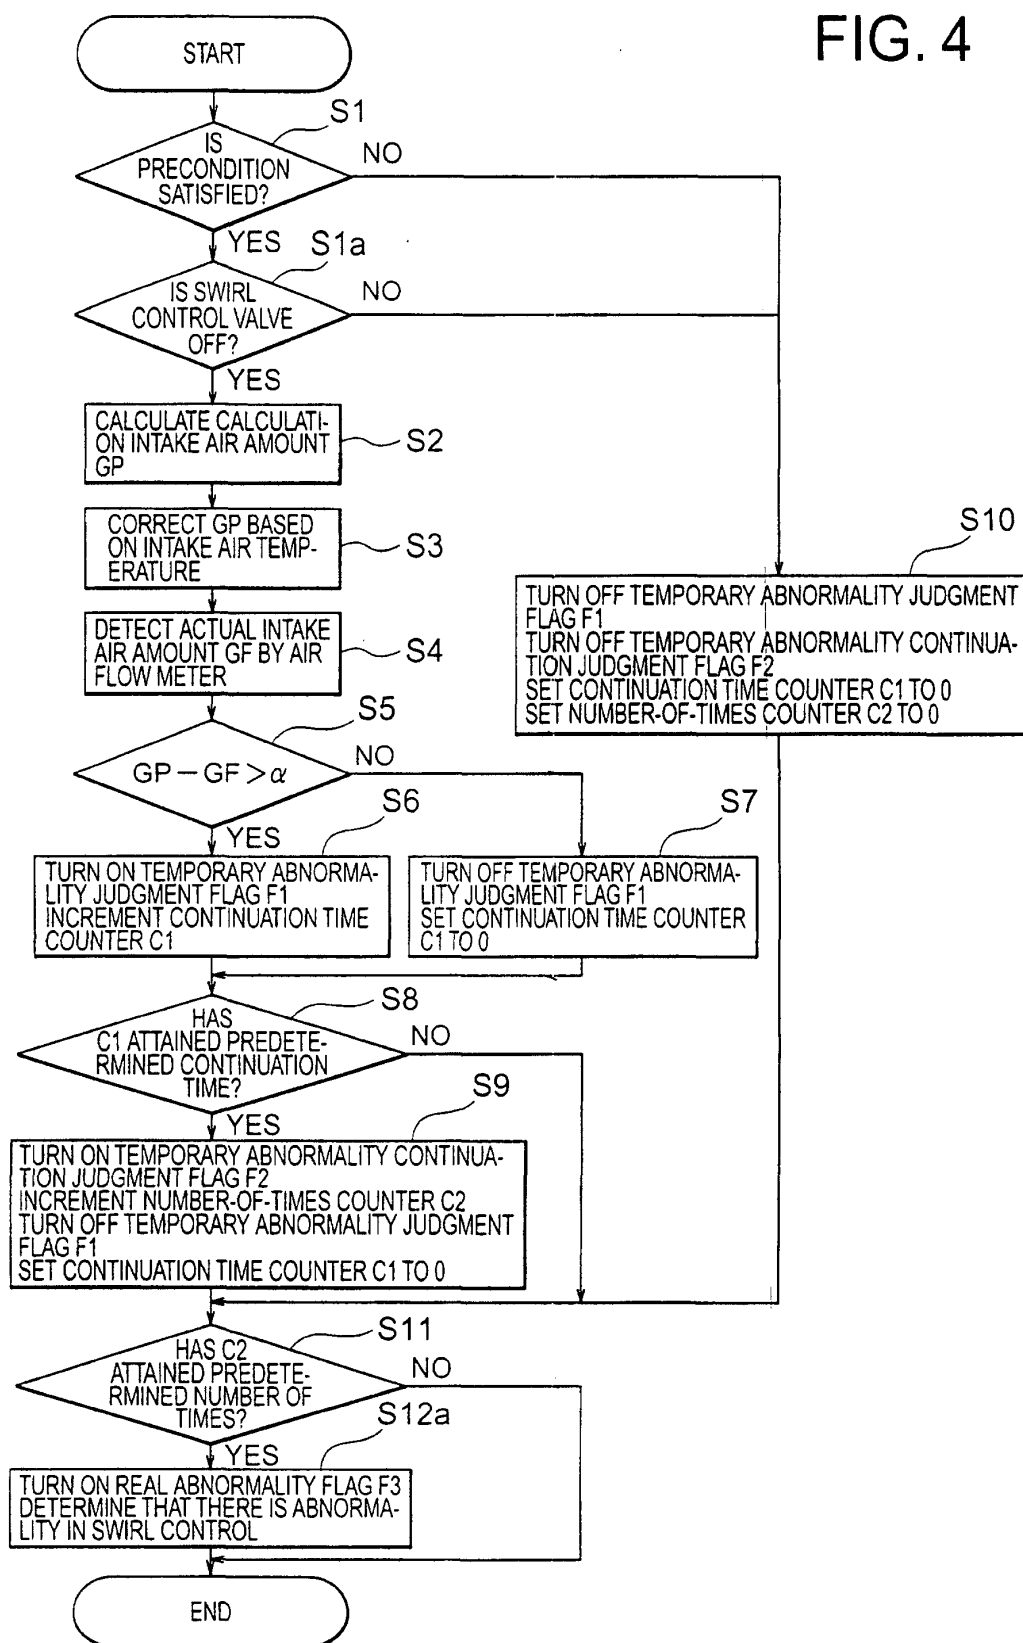 FIG. 4
START
S1
IS
PRECONDITION
SATISFIED?
NO
YES
S1a
IS SWIRL
CONTROL VALVE
OFF?
NO
YES
CALCULATE CALCULATI-
ON INTAKE AIR AMOUNT
GP
S2
CORRECT GP BASED
ON INTAKE AIR TEMP-
ERATURE
S3
DETECT ACTUAL INTAKE
AIR AMOUNT GF BY AIR
FLOW METER
S4
S10
TURN OFF TEMPORARY ABNORMALITY JUDGMENT
FLAG F1
TURN OFF TEMPORARY ABNORMALITY CONTINUA-
TION JUDGMENT FLAG F2
SET CONTINUATION TIME COUNTER C1 TO 0
SET NUMBER-OF-TIMES COUNTER C2 TO 0
S5
GP − GF > α
NO
YES
S6
TURN ON TEMPORARY ABNORMA-
LITY JUDGMENT FLAG F1
INCREMENT CONTINUATION TIME
COUNTER C1
S7
TURN OFF TEMPORARY ABNORMA-
LITY JUDGMENT FLAG F1
SET CONTINUATION TIME COUNTER
C1 TO 0
S8
HAS
C1 ATTAINED PREDETE-
RMINED CONTINUATION
TIME?
NO
YES
S9
TURN ON TEMPORARY ABNORMALITY CONTINUA-
TION JUDGMENT FLAG F2
INCREMENT NUMBER-OF-TIMES COUNTER C2
TURN OFF TEMPORARY ABNORMALITY JUDGMENT
FLAG F1
SET CONTINUATION TIME COUNTER C1 TO 0
S11
HAS C2
ATTAINED PREDETE-
RMINED NUMBER OF
TIMES?
NO
YES
S12a
TURN ON REAL ABNORMALITY FLAG F3
DETERMINE THAT THERE IS ABNORMA-
LITY IN SWIRL CONTROL
END